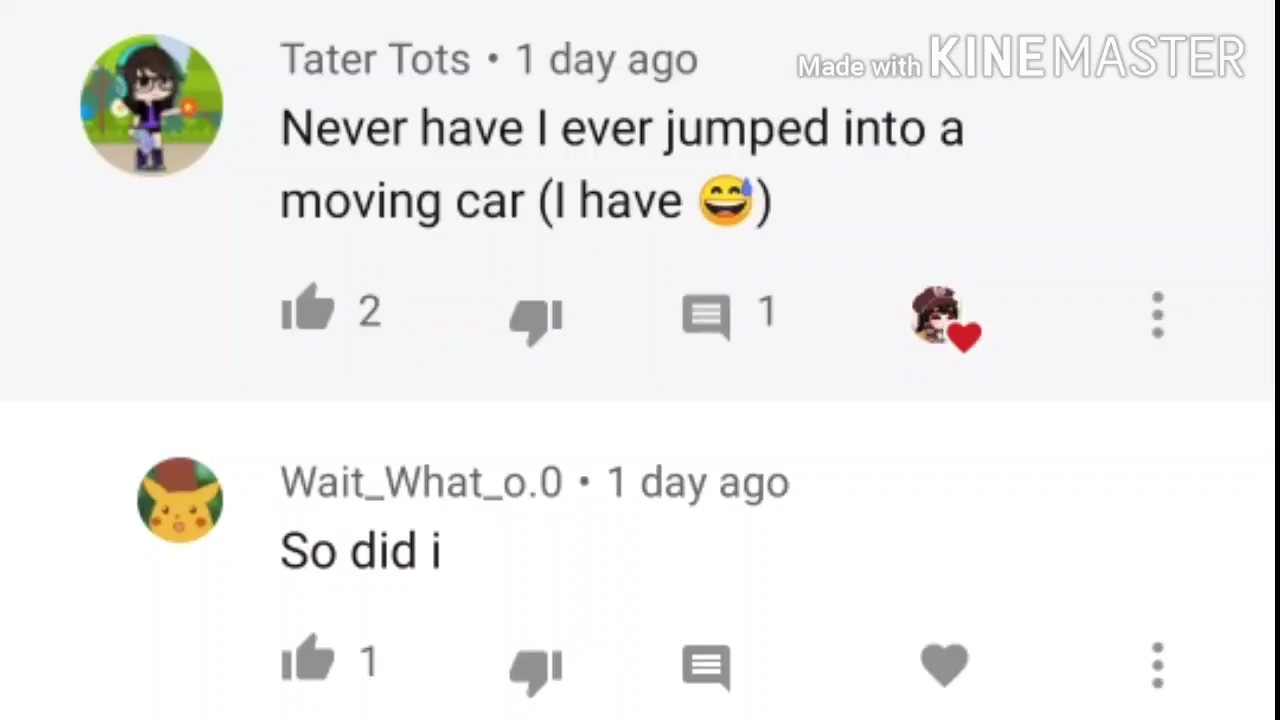 Tater Tots • 1 day ago
Made with KINEMASTER
Never have I ever jumped into a
moving car (I have 😅)
2
1
Wait_What_o.0 • 1 day ago
So did i
1